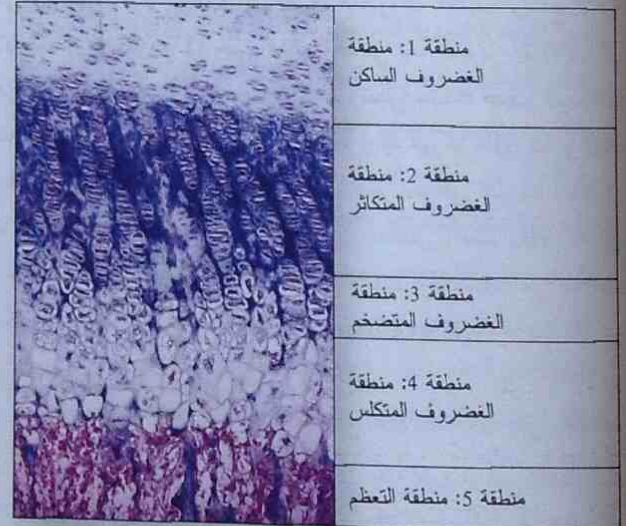 منطقة 1: منطقة
الغضروف الساكن
منطقة 2: منطقة
الغضروف المتكاثر
منطقة 3: منطقة
الغضروف المتضخم
منطقة 4: منطقة
الغضروف المتكلس
منطقة 5: منطقة التعظم